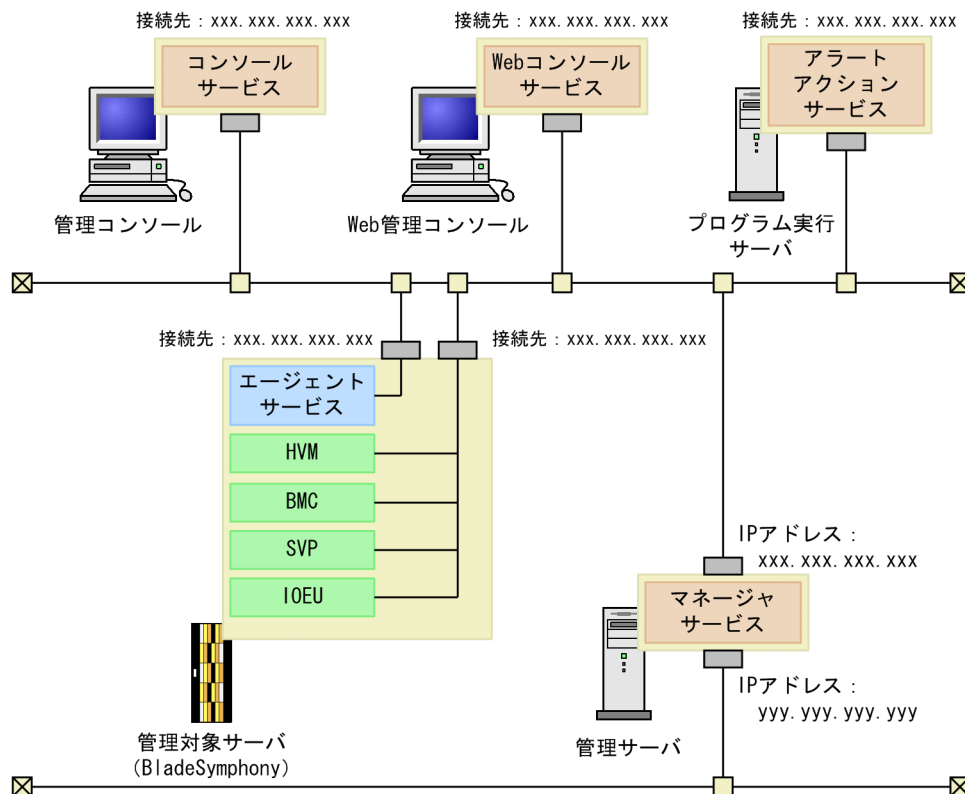 接続先：xxx.xxx.xxx.xxx
接続先：xxx.xxx.xxx.xxx
接続先：xxx.xxx.xxx.xxx
コンソール
サービス
Webコンソール
サービス
アラート
アクション
サービス
管理コンソール
Web管理コンソール
プログラム実行
サーバ
接続先：xxx.xxx.xxx.xxx
接続先：xxx.xxx.xxx.xxx
エージェント
サービス
HVM
BMC
SVP
IOEU
IPアドレス：
xxx.xxx.xxx.xxx
マネージャ
サービス
IPアドレス：
yyy.yyy.yyy.yyy
管理対象サーバ
（BladeSymphony）
管理サーバ